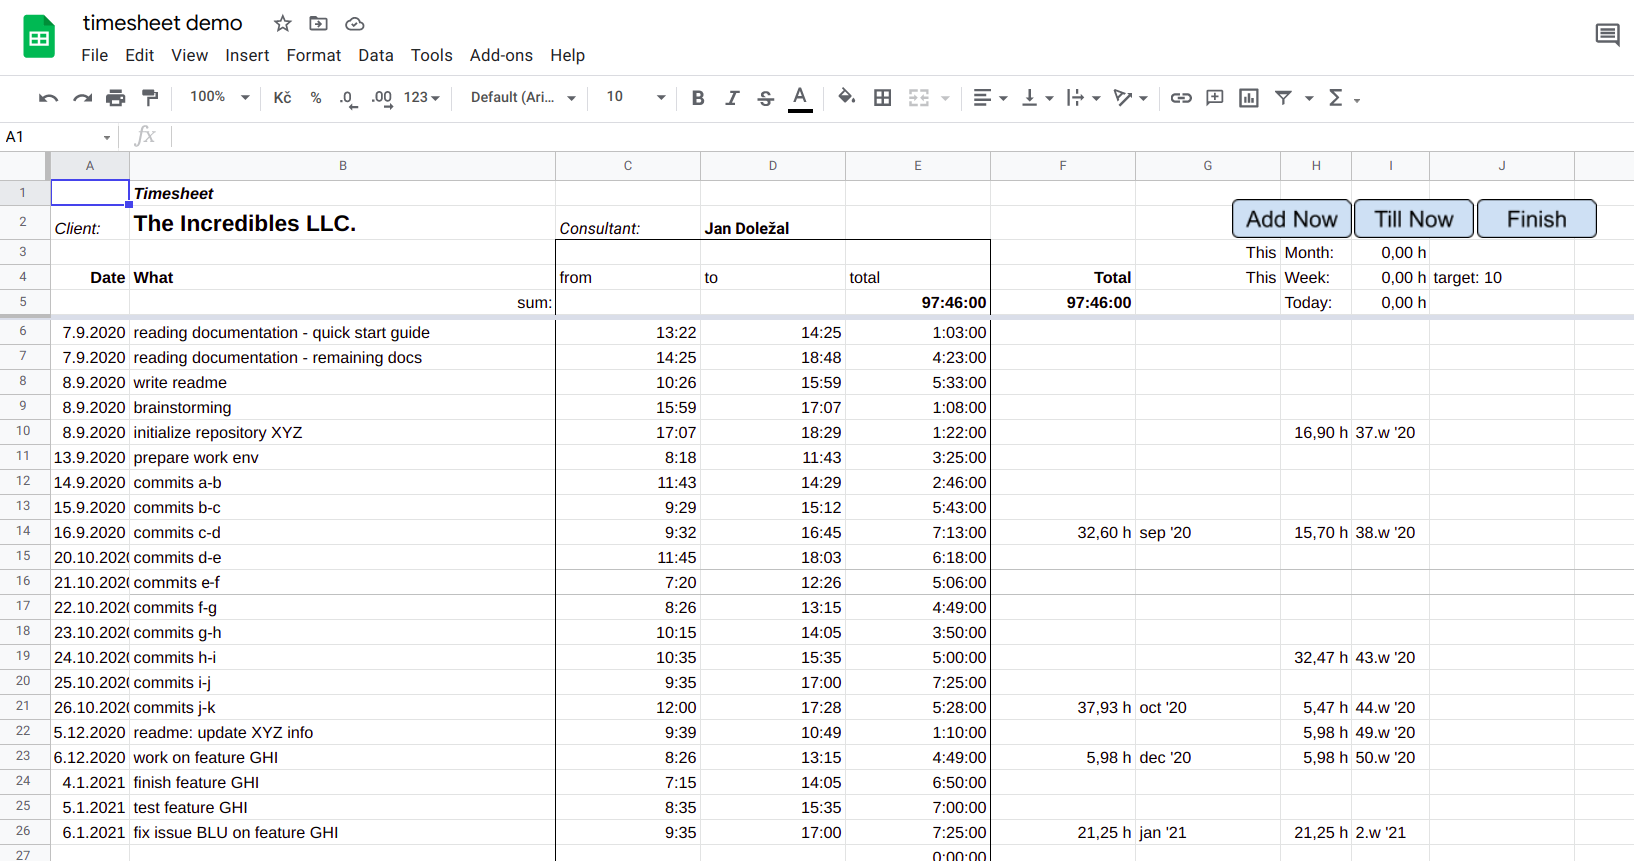 timesheet demo
File Edit View Insert Format Data Tools Add-ons Help
100% Kč % .0 .00 123 Default (Ari... 10 B I S A Σ
A1 fx
A B C D E F G H I J
1 Timesheet
2 Client: The Incredibles LLC. Consultant: Jan Doležal Add Now Till Now Finish
3 This Month: 0,00 h
4 Date What from to total Total This Week: 0,00 h target: 10
5 sum: 97:46:00 97:46:00 Today: 0,00 h
6 7.9.2020 reading documentation - quick start guide 13:22 14:25 1:03:00
7 7.9.2020 reading documentation - remaining docs 14:25 18:48 4:23:00
8 8.9.2020 write readme 10:26 15:59 5:33:00
9 8.9.2020 brainstorming 15:59 17:07 1:08:00
10 8.9.2020 initialize repository XYZ 17:07 18:29 1:22:00 16,90 h 37.w '20
11 13.9.2020 prepare work env 8:18 11:43 3:25:00
12 14.9.2020 commits a-b 11:43 14:29 2:46:00
13 15.9.2020 commits b-c 9:29 15:12 5:43:00
14 16.9.2020 commits c-d 9:32 16:45 7:13:00 32,60 h sep '20 15,70 h 38.w '20
15 20.10.2020 commits d-e 11:45 18:03 6:18:00
16 21.10.2020 commits e-f 7:20 12:26 5:06:00
17 22.10.2020 commits f-g 8:26 13:15 4:49:00
18 23.10.2020 commits g-h 10:15 14:05 3:50:00
19 24.10.2020 commits h-i 10:35 15:35 5:00:00 32,47 h 43.w '20
20 25.10.2020 commits i-j 9:35 17:00 7:25:00
21 26.10.2020 commits j-k 12:00 17:28 5:28:00 37,93 h oct '20 5,47 h 44.w '20
22 5.12.2020 readme: update XYZ info 9:39 10:49 1:10:00 5,98 h 49.w '20
23 6.12.2020 work on feature GHI 8:26 13:15 4:49:00 5,98 h dec '20 5,98 h 50.w '20
24 4.1.2021 finish feature GHI 7:15 14:05 6:50:00
25 5.1.2021 test feature GHI 8:35 15:35 7:00:00
26 6.1.2021 fix issue BLU on feature GHI 9:35 17:00 7:25:00 21,25 h jan '21 21,25 h 2.w '21
27 0:00:00